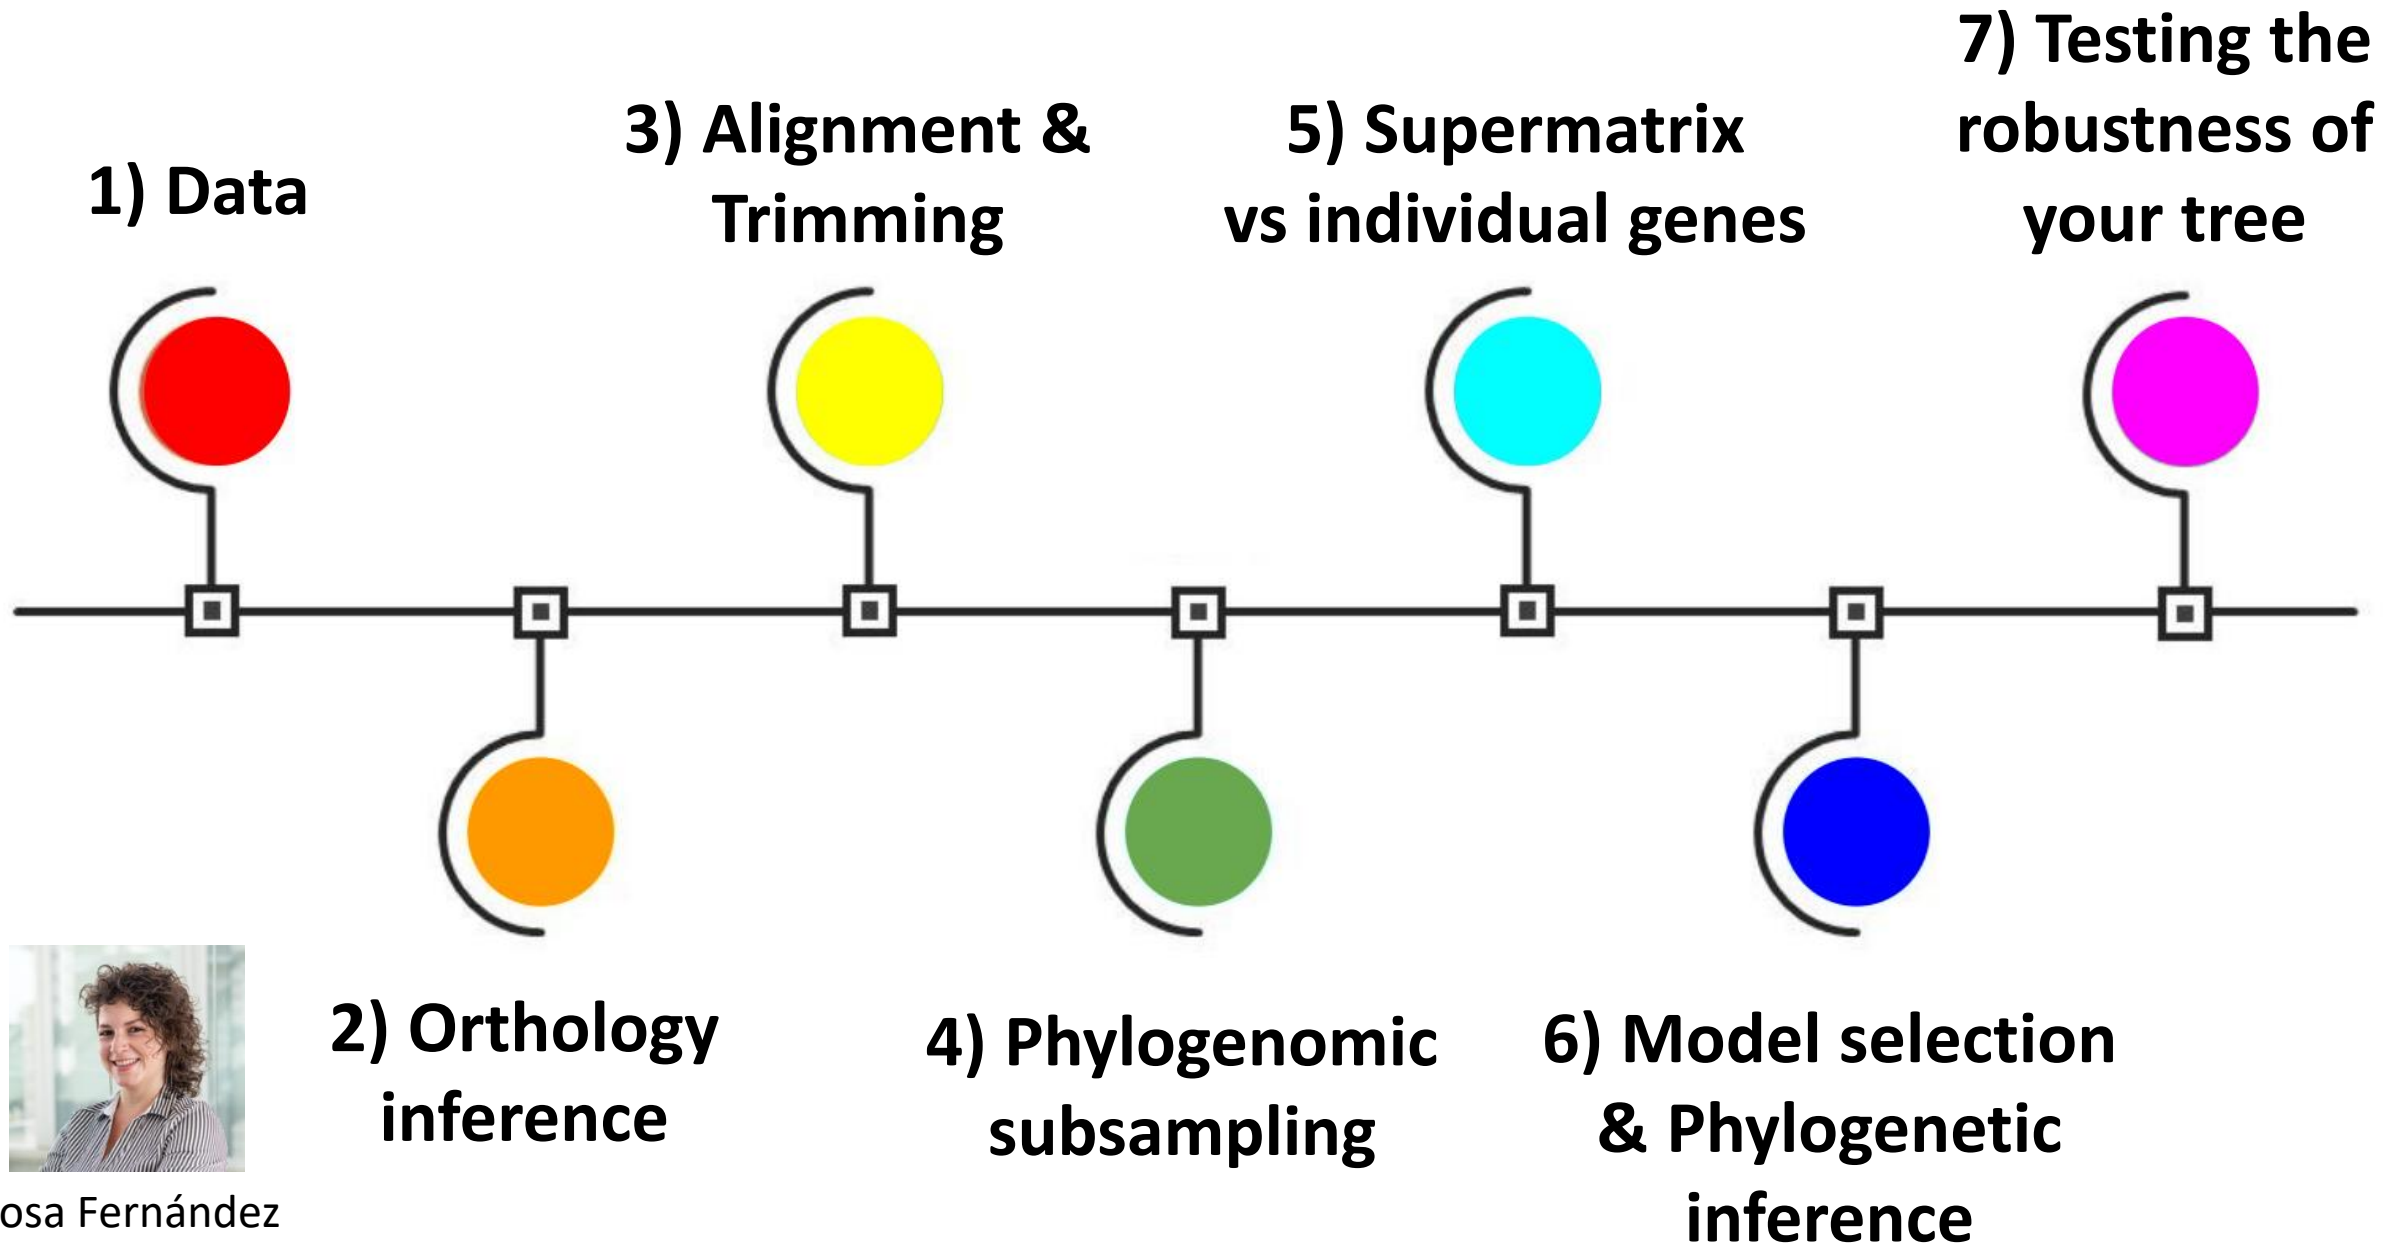 1) Data
2) Orthology
inference
3) Alignment &
Trimming
4) Phylogenomic
subsampling
5) Supermatrix
vs individual genes
6) Model selection
& Phylogenetic
inference
7) Testing the
robustness of
your tree
osa Fernández